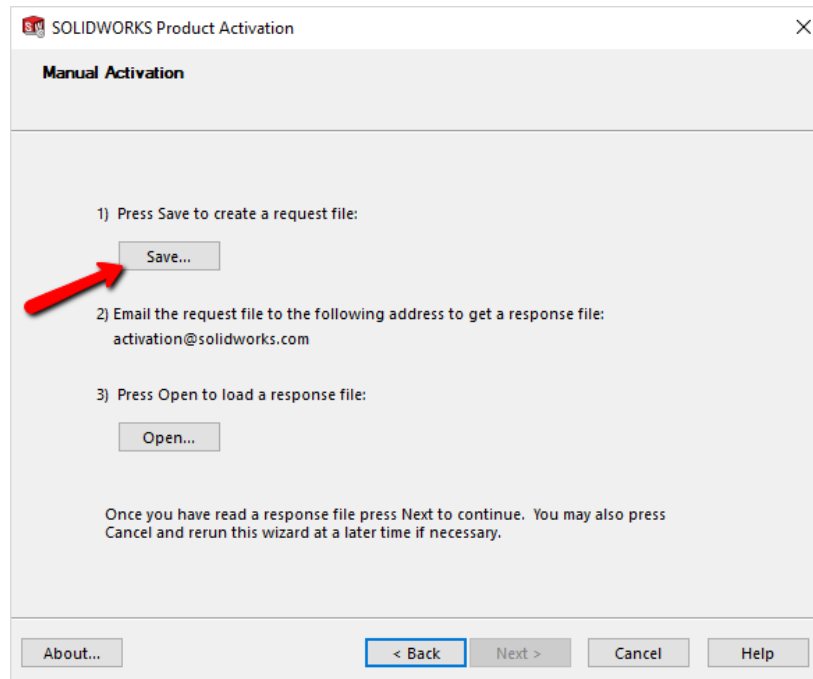 SOLIDWORKS Product Activation
Manual Activation
1) Press Save to create a request file:
Save...
2) Email the request file to the following address to get a response file:
activation@solidworks.com
3) Press Open to load a response file:
Open...
Once you have read a response file press Next to continue. You may also press
Cancel and rerun this wizard at a later time if necessary.
About...
< Back
Next >
Cancel
Help